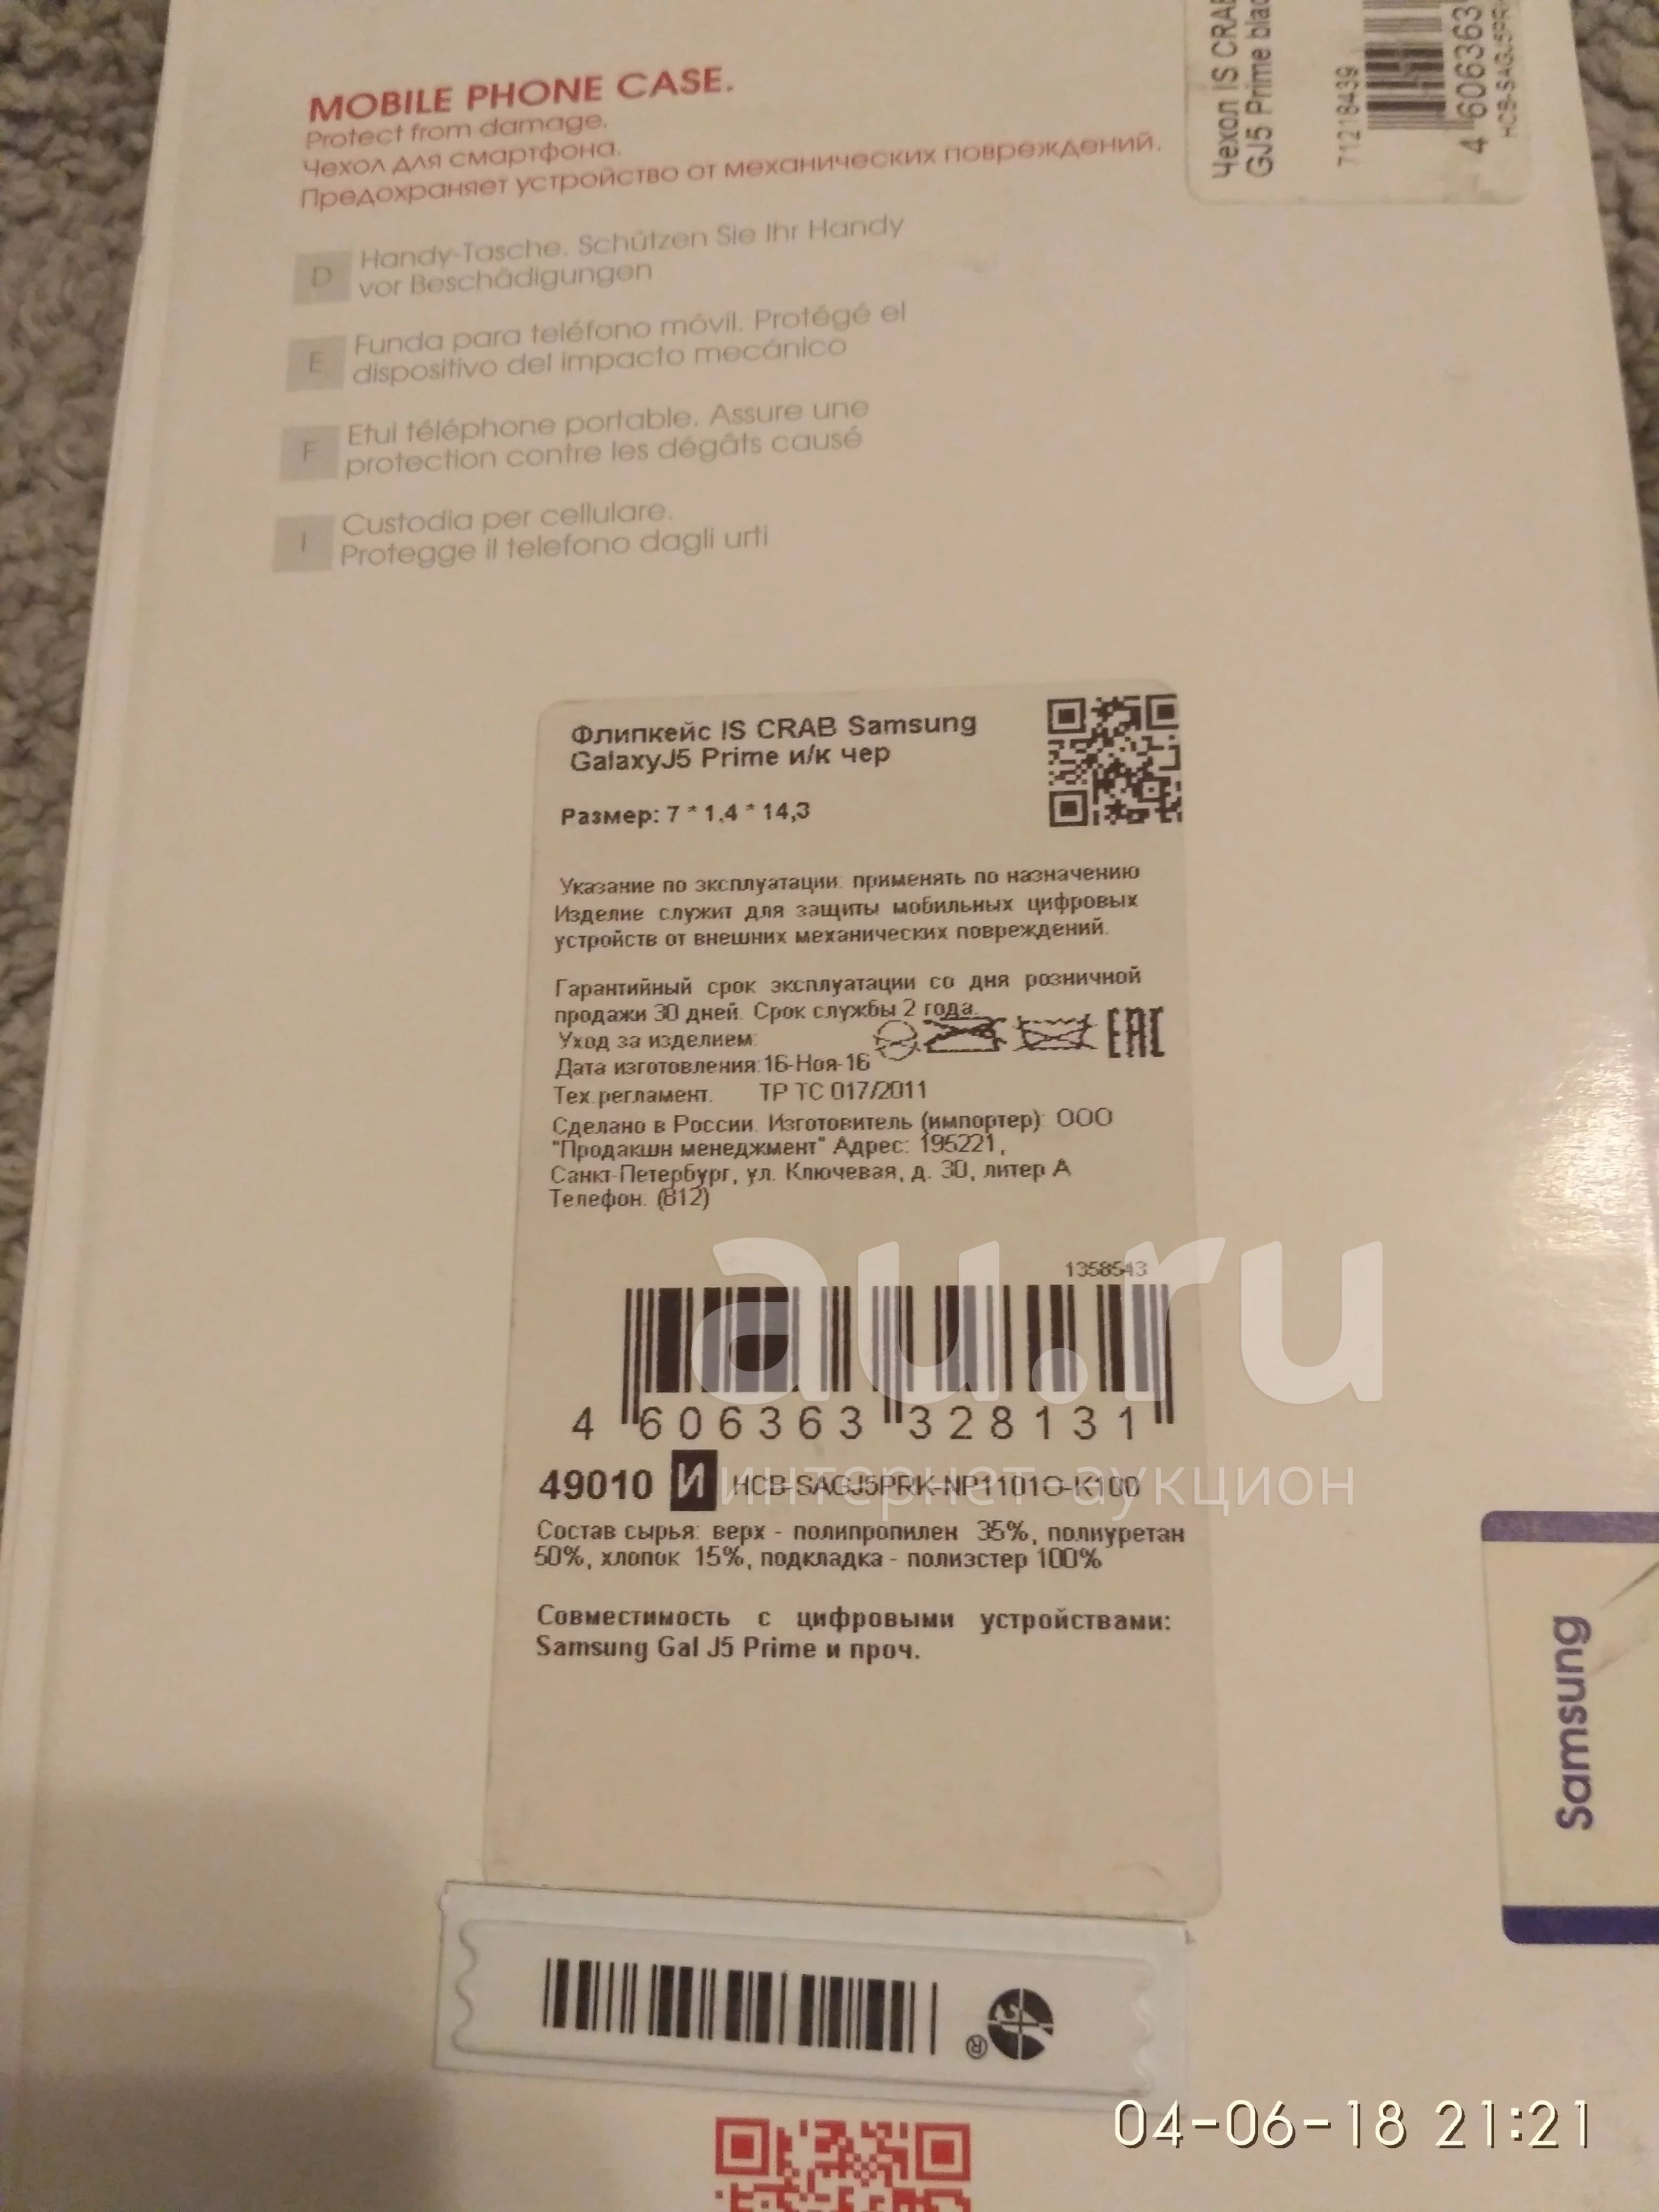 MOBILE PHONE CASE.
Protect from damage.
Чехол для смартфона.
Предохраняет устройство от механических повреждений.
D Handy-Tasche. Schützen Sie Ihr Handy
vor Beschädigungen
E Funda para teléfono móvil. Protégé el
dispositivo del impacto mecánico
F Etui téléphone portable. Assure une
protection contre les dégâts causé
I Custodia per cellulare.
Protegge il telefono dagli urti
Чехол IS CRAB
GJ5 Prime blac
71218439
4 606363
HCB-SAGJ5PRK
Флипкейс IS CRAB Samsung
GalaxyJ5 Prime и/к чер
Размер: 7 * 1,4 * 14,3
Указание по эксплуатации: применять по назначению
Изделие служит для защиты мобильных цифровых
устройств от внешних механических повреждений.
Гарантийный срок эксплуатации со дня розничной
продажи 30 дней. Срок службы 2 года.
Уход за изделием:
EAC
Дата изготовления:16-Ноя-16
Тех.регламент. ТР ТС 017/2011
Сделано в России. Изготовитель (импортер): ООО
"Продакшн менеджмент" Адрес: 195221,
Санкт-Петербург, ул. Ключевая, д. 30, литер А
Телефон: (812)
1358543
4 606363 328131
49010 И HCB-SAGJ5PRK-NP1101O-K100
Состав сырья: верх - полипропилен 35%, полиуретан
50%, хлопок 15%, подкладка - полиэстер 100%
Совместимость с цифровыми устройствами:
Samsung Gal J5 Prime и проч.
Samsung
au.ru
интернет-аукцион
®
04-06-18 21:21